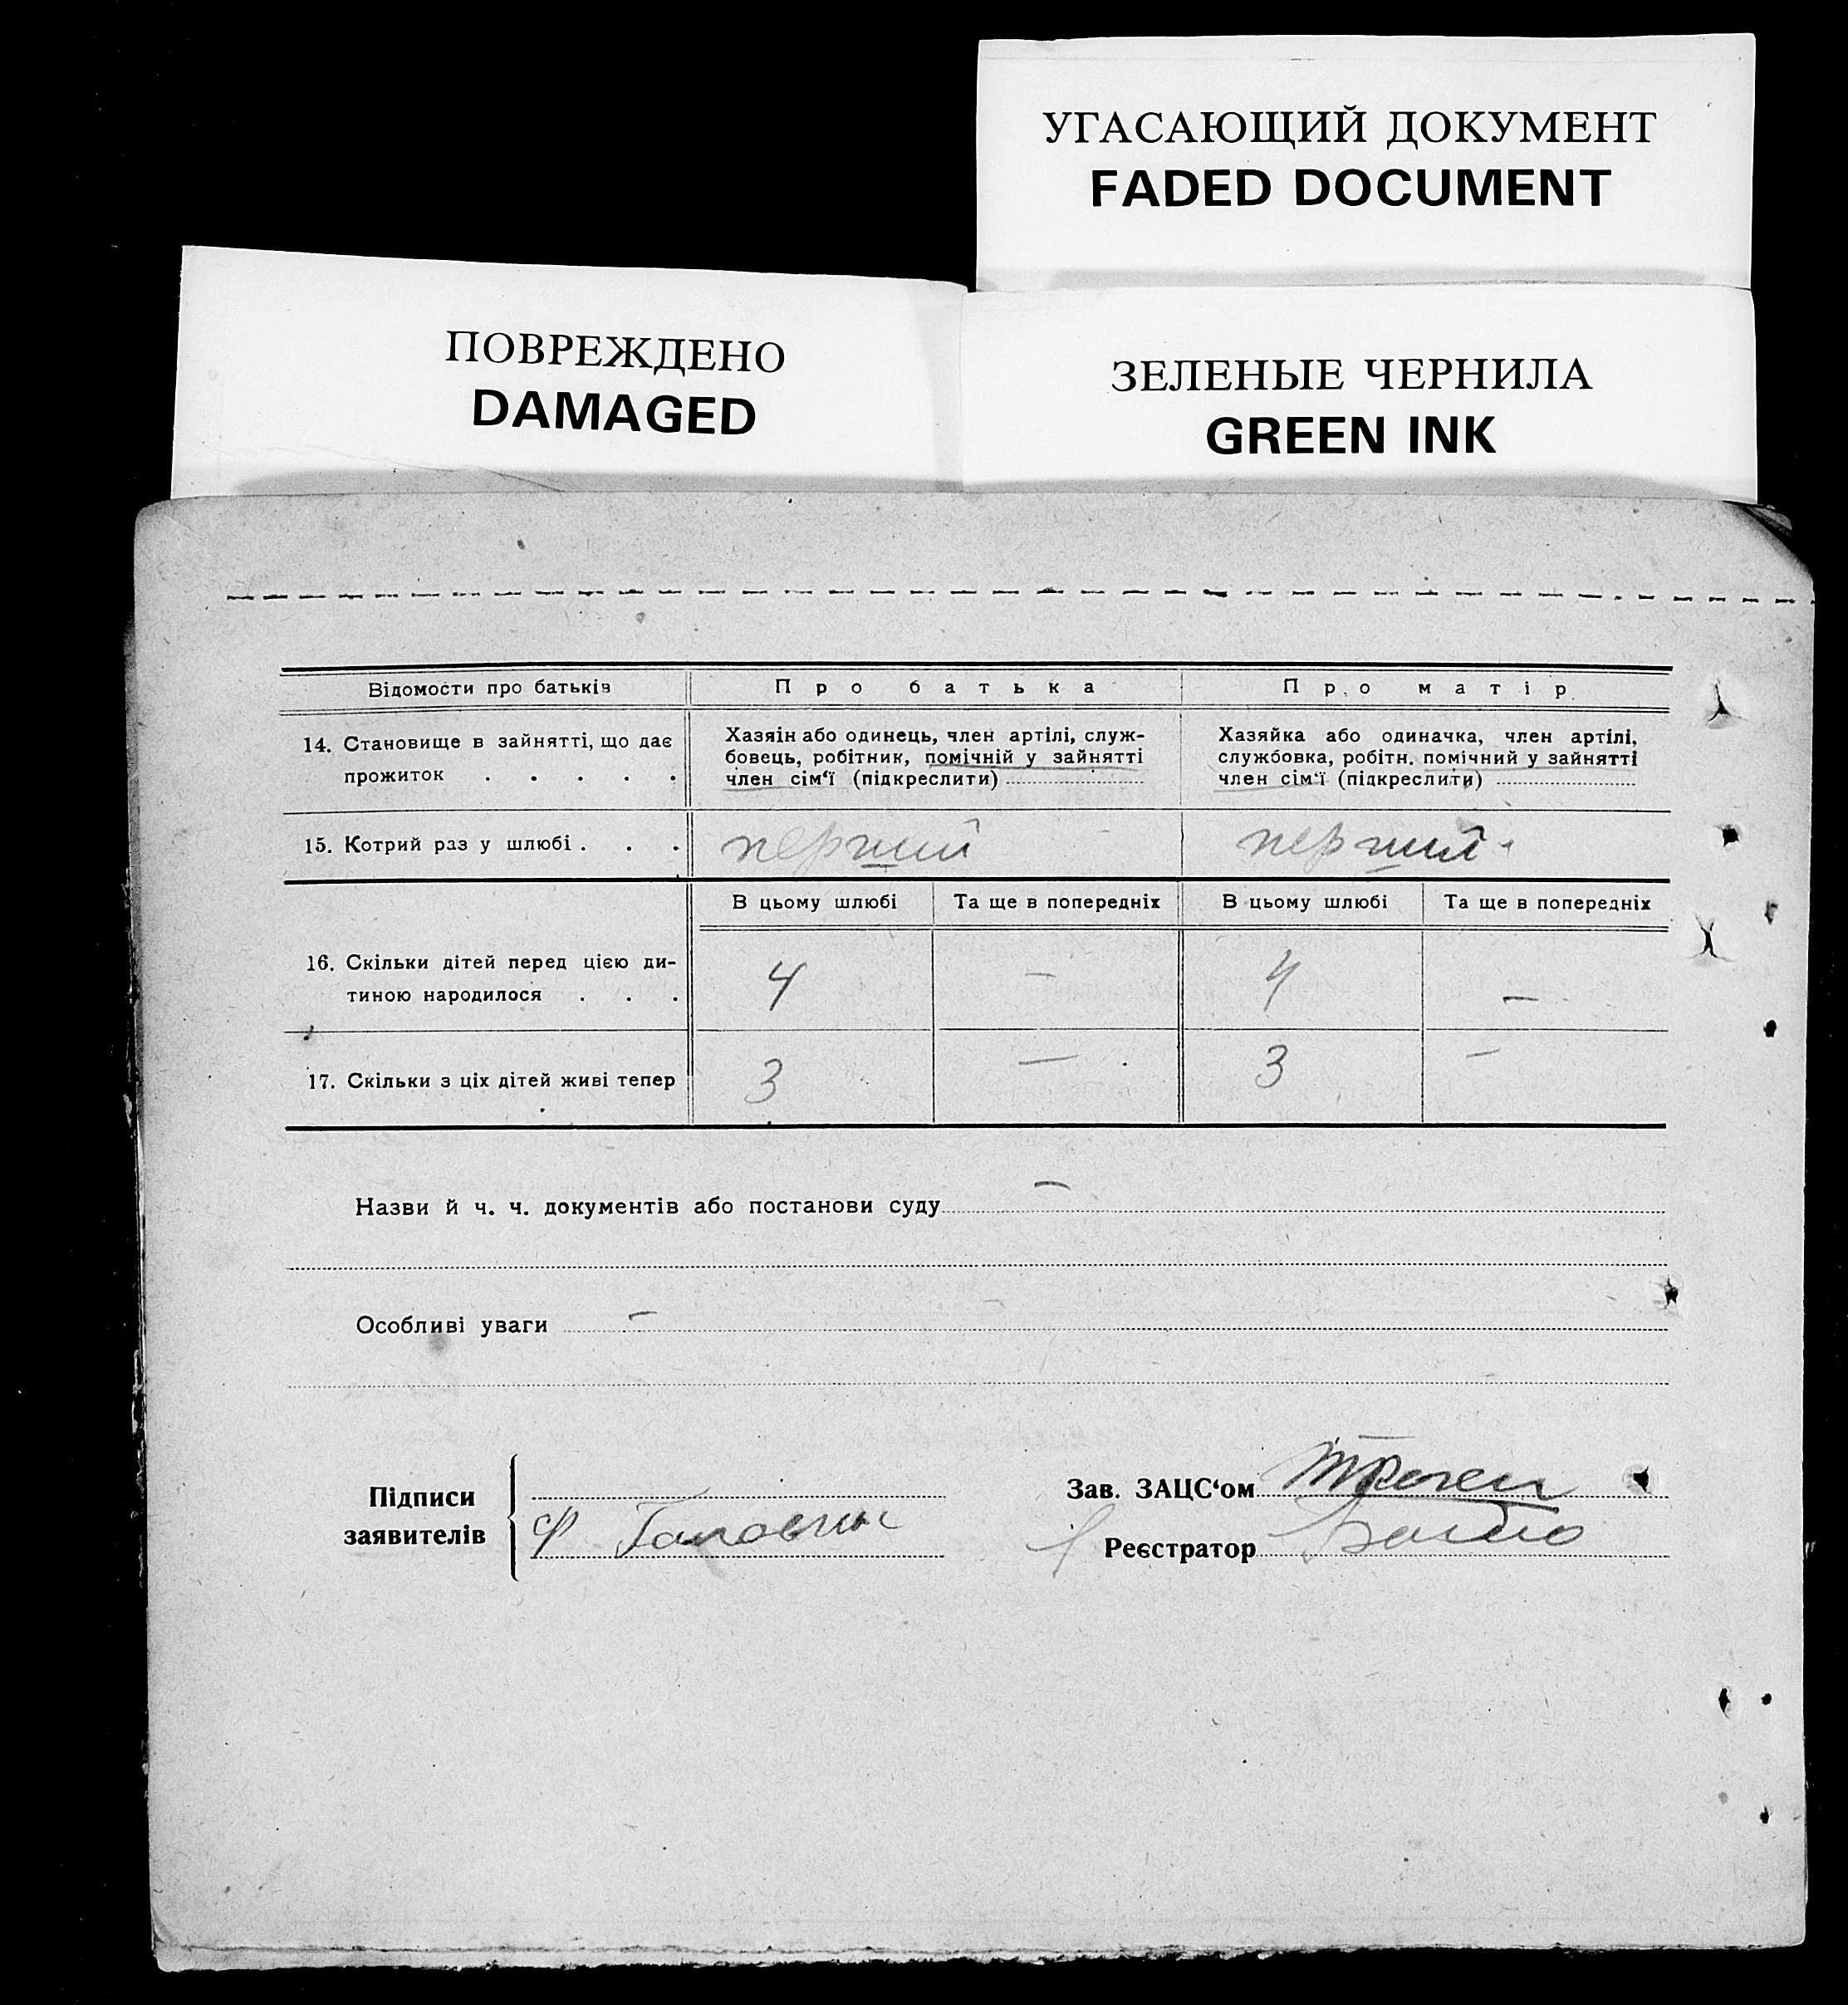 УГАСАЮЩИЙ ДОКУМЕНТ
FADED DOCUMENT
ПОВРЕЖДЕНО
DAMAGED
ЗЕЛЕНЫЕ ЧЕРНИЛА
GREEN INK
Відомости про батьків
Про батька
Про матір
14. Становище в зайнятті, що дає
прожиток . . . . .
Хазяін або одинець, член артілі, служ-
бовець, робітник, помічній у зайнятті
член сім‘ї (підкреслити)
Хазяйка або одиначка, член артілі,
службовка, робітн. помічний у зайнятті
член сім‘ї (підкреслити)
15. Котрий раз у шлюбі . . .
перший
перший
В цьому шлюбі
Та ще в попередніх
В цьому шлюбі
Та ще в попередніх
16. Скільки дітей перед цією ди-
тиною народилося . . .
4
—
4
—
17. Скільки з ціх дітей живі тепер
3
—
3
—
Назви й ч. ч. документів або постанови суду —
Особливі уваги —
Підписи
заявителів
Ф
Зав. ЗАЦС‘ом
Реєстратор